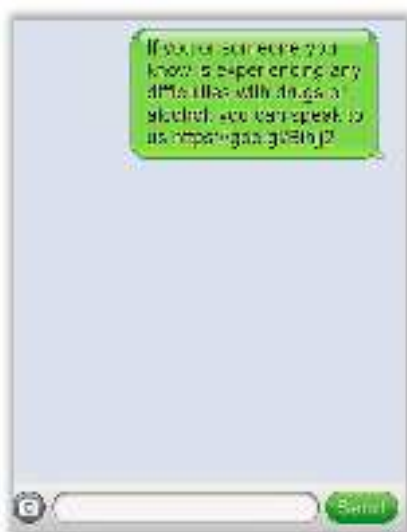 If you or someone you
know is experiencing any
difficulties with drugs or
alcohol, you can speak to
us
Send